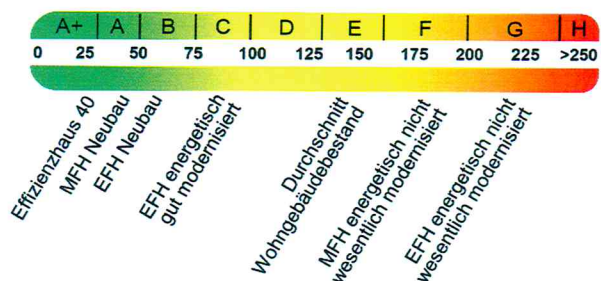 A+ A B C D E F G H
0 25 50 75 100 125 150 175 200 225 >250
Effizienzhaus 40
MFH Neubau
EFH Neubau
EFH energetisch
gut modernisiert
Durchschnitt
Wohngebäudebestand
MFH energetisch nicht
wesentlich modernisiert
EFH energetisch nicht
wesentlich modernisiert